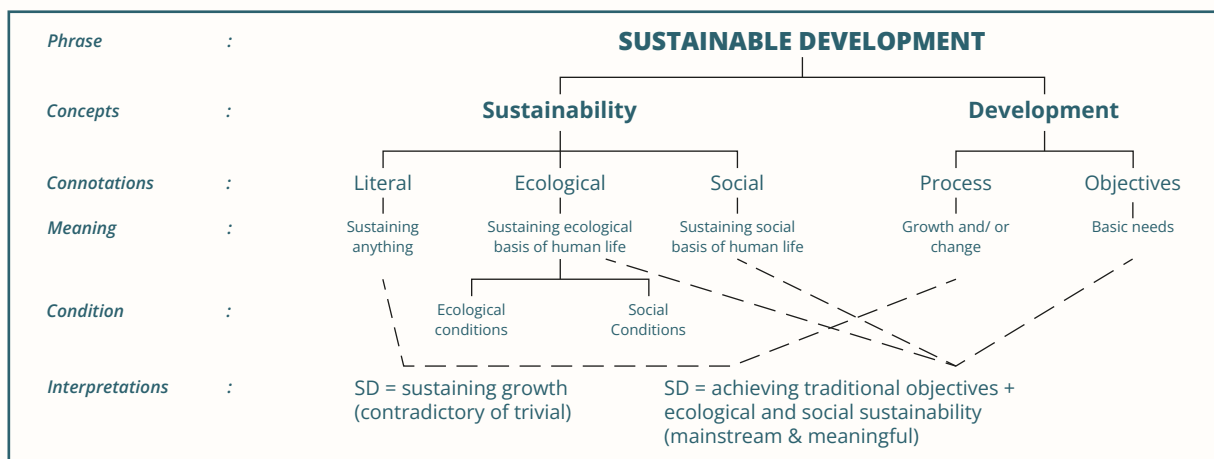 Phrase : SUSTAINABLE DEVELOPMENT
Concepts : Sustainability Development
Connotations : Literal Ecological Social Process Objectives
Meaning : Sustaining anything Sustaining ecological basis of human life Sustaining social basis of human life Growth and/ or change Basic needs
Condition : Ecological conditions Social Conditions
Interpretations : SD = sustaining growth
(contradictory of trivial)
SD = achieving traditional objectives +
ecological and social sustainability
(mainstream & meaningful)